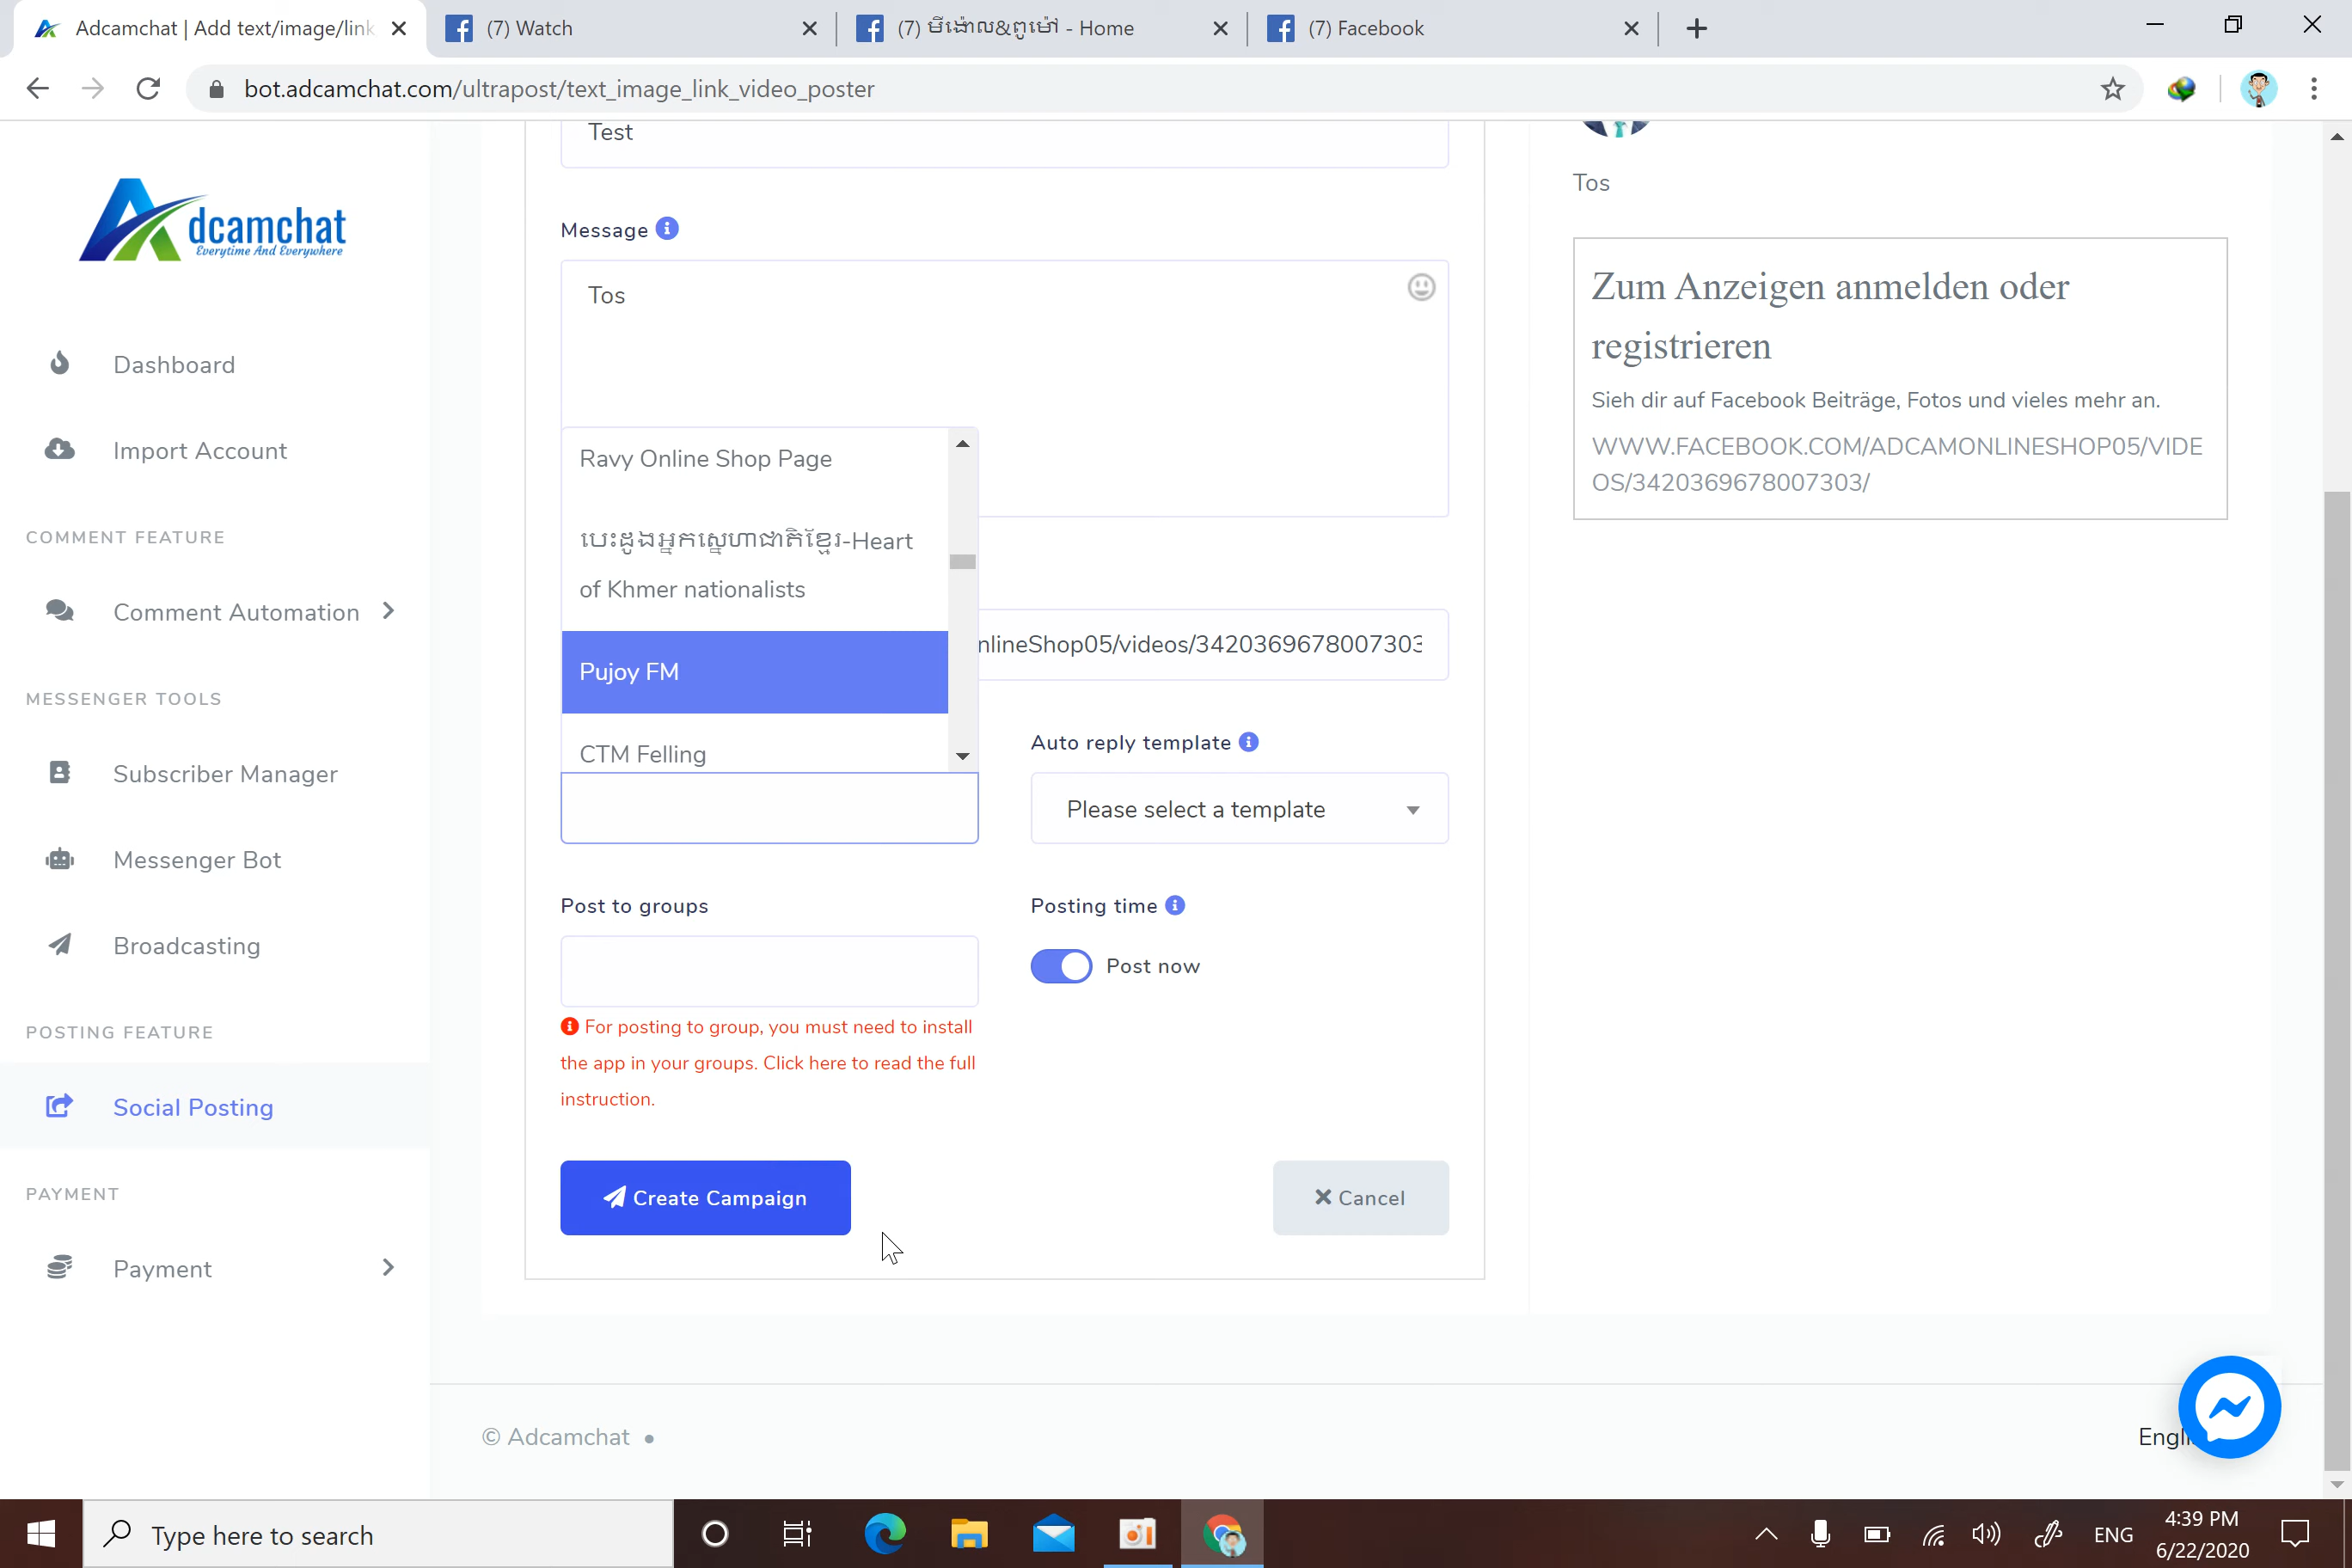 Adcamchat | Add text/image/link
(7) Watch
(7) មីង៉ោល&ពូម៉ៅ - Home
(7) Facebook
bot.adcamchat.com/ultrapost/text_image_link_video_poster
Adcamchat
Everytime And Everywhere
Dashboard
Import Account
COMMENT FEATURE
Comment Automation
MESSENGER TOOLS
Subscriber Manager
Messenger Bot
Broadcasting
POSTING FEATURE
Social Posting
PAYMENT
Payment
Test
Message
Tos
Ravy Online Shop Page
បេះដូងអ្នកស្នេហាជាតិខ្មែរ-Heart
of Khmer nationalists
Pujoy FM
CTM Felling
nlineShop05/videos/3420369678007303
Auto reply template
Please select a template
Post to groups
Posting time
Post now
For posting to group, you must need to install
the app in your groups. Click here to read the full
instruction.
Create Campaign
Cancel
Tos
Zum Anzeigen anmelden oder
registrieren
Sieh dir auf Facebook Beiträge, Fotos und vieles mehr an.
WWW.FACEBOOK.COM/ADCAMONLINESHOP05/VIDE
OS/3420369678007303/
© Adcamchat •
Type here to search
ENG
4:39 PM
6/22/2020